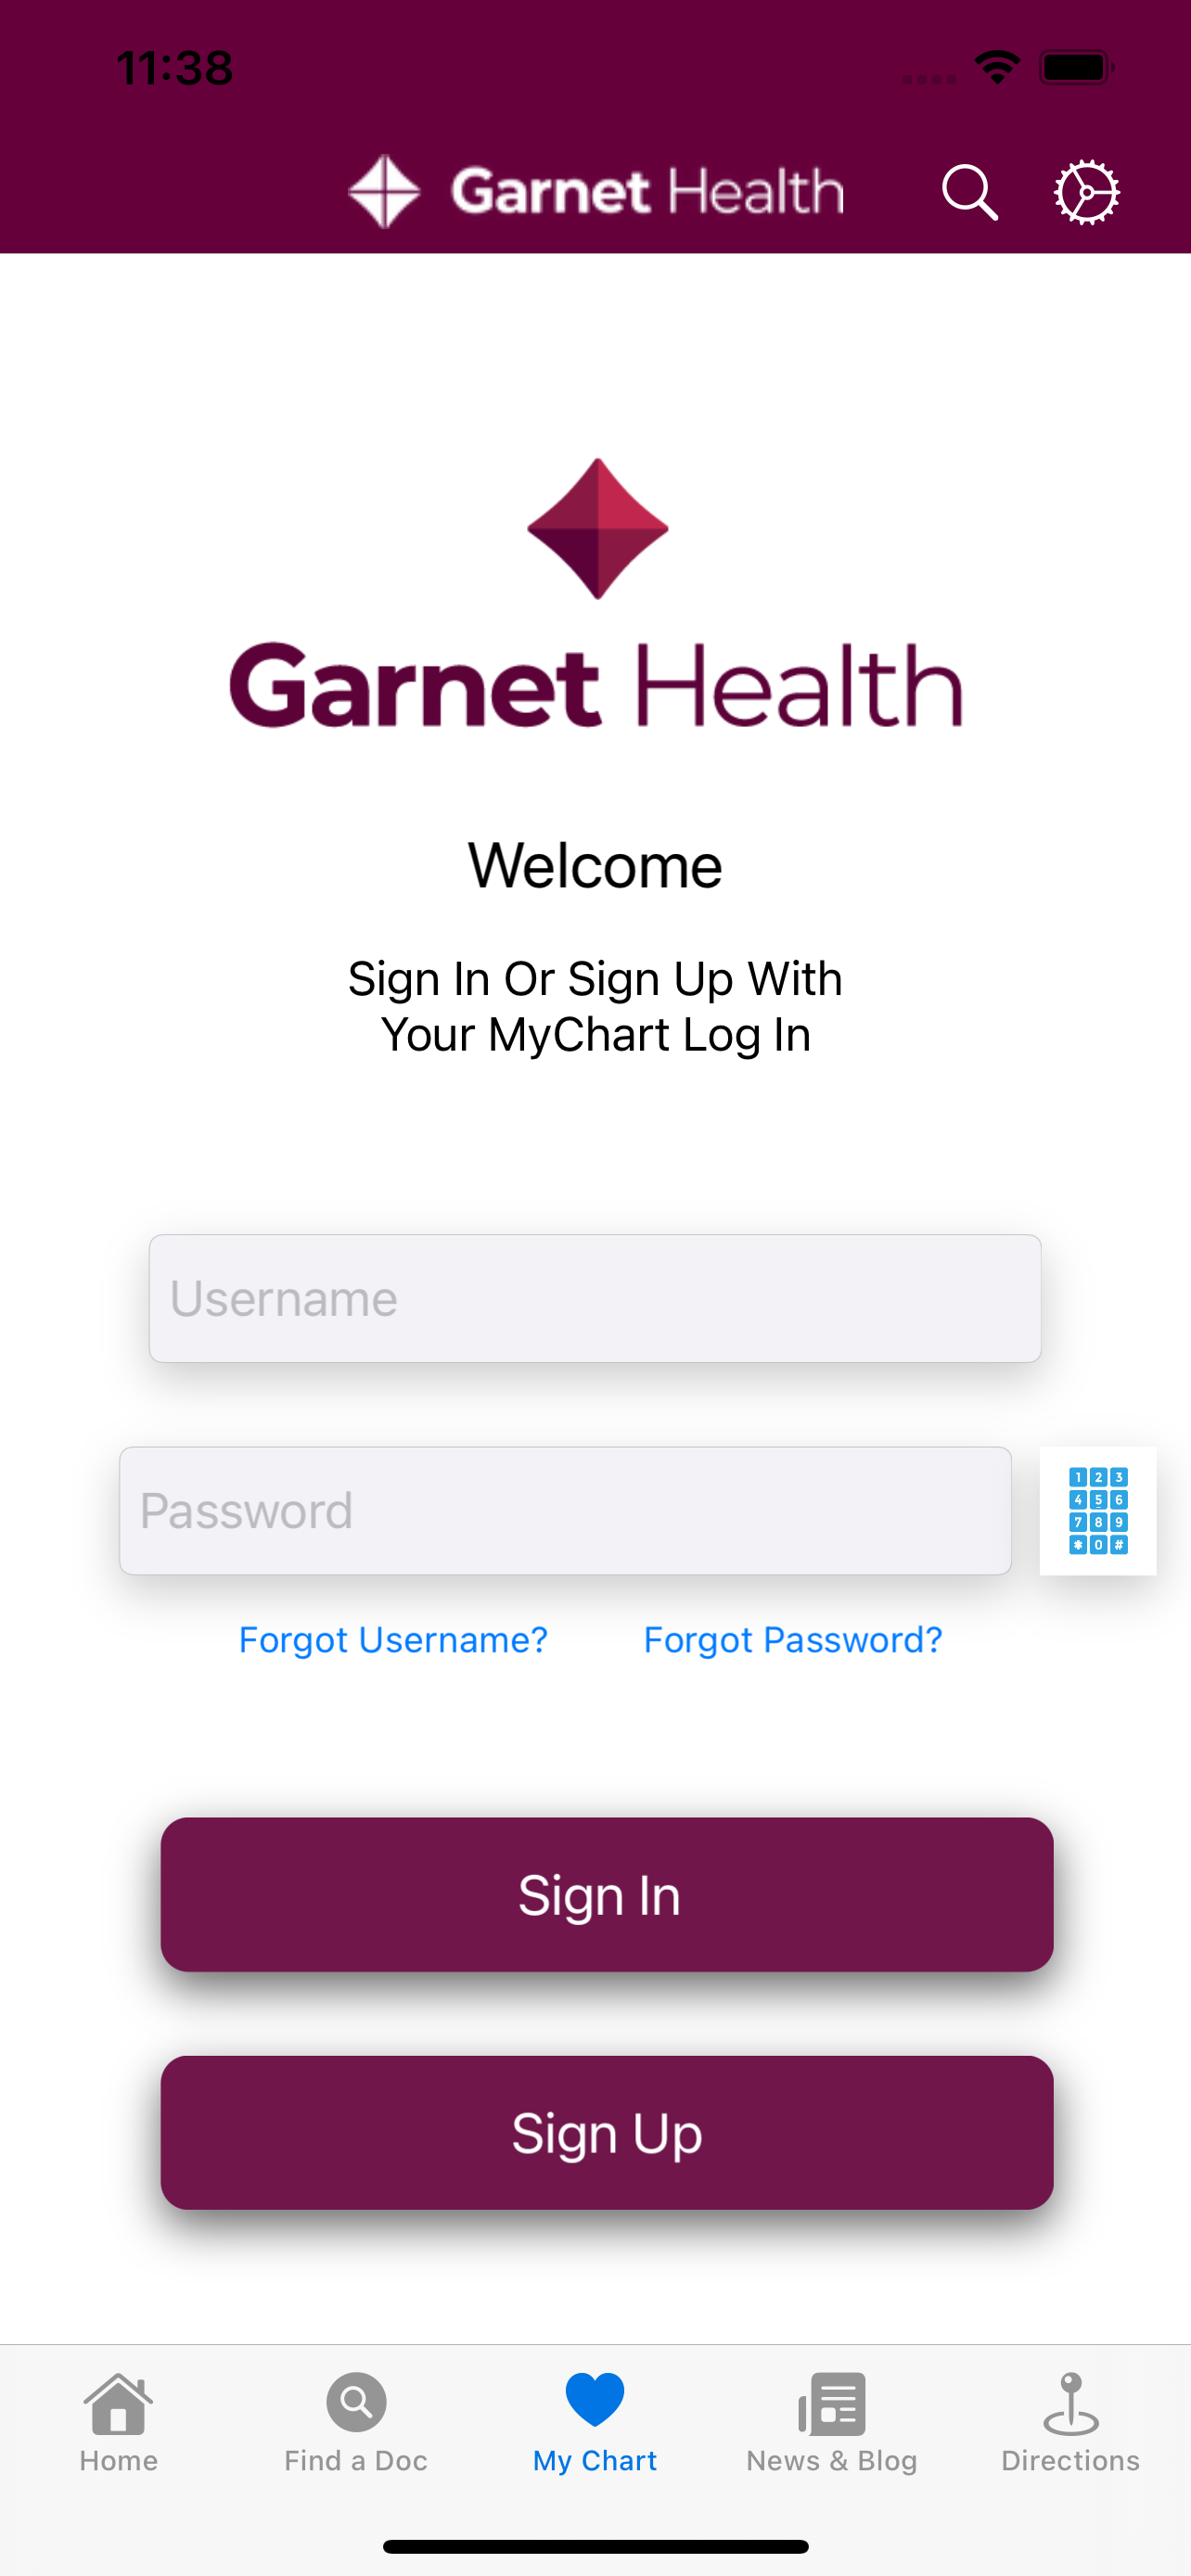 11:38
Garnet Health
Garnet Health
Welcome
Sign In Or Sign Up With
Your MyChart Log In
Username
Password
1 2 3
4 5 6
7 8 9
* 0 #
Forgot Username? Forgot Password?
Sign In
Sign Up
Home Find a Doc My Chart News & Blog Directions